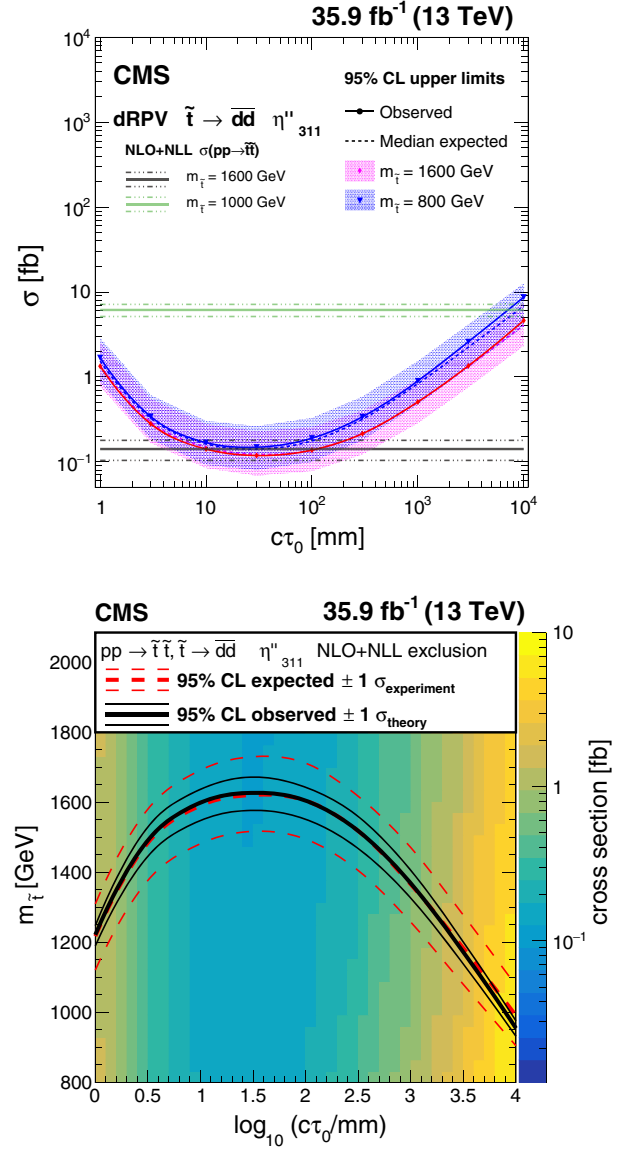 35.9 fb⁻¹ (13 TeV)
10⁴
CMS
95% CL upper limits
dRPV t̃ → d̅d̅ η''₃₁₁
Observed
10³
Median expected
NLO+NLL σ(pp→t̃t̃)
m_t̃ = 1600 GeV
m_t̃ = 1600 GeV
m_t̃ = 1000 GeV
m_t̃ = 800 GeV
10²
σ [fb]
10
1
10⁻¹
1 10 10² 10³ 10⁴
cτ₀ [mm]
CMS 35.9 fb⁻¹ (13 TeV)
pp → t̃ t̃, t̃ → d̅d̅ η''₃₁₁ NLO+NLL exclusion
95% CL expected ± 1 σ_experiment
95% CL observed ± 1 σ_theory
2000
1800
1600
1400
1200
1000
800
m_t̃ [GeV]
0 0.5 1 1.5 2 2.5 3 3.5 4
log₁₀ (cτ₀/mm)
10
1
10⁻¹
cross section [fb]